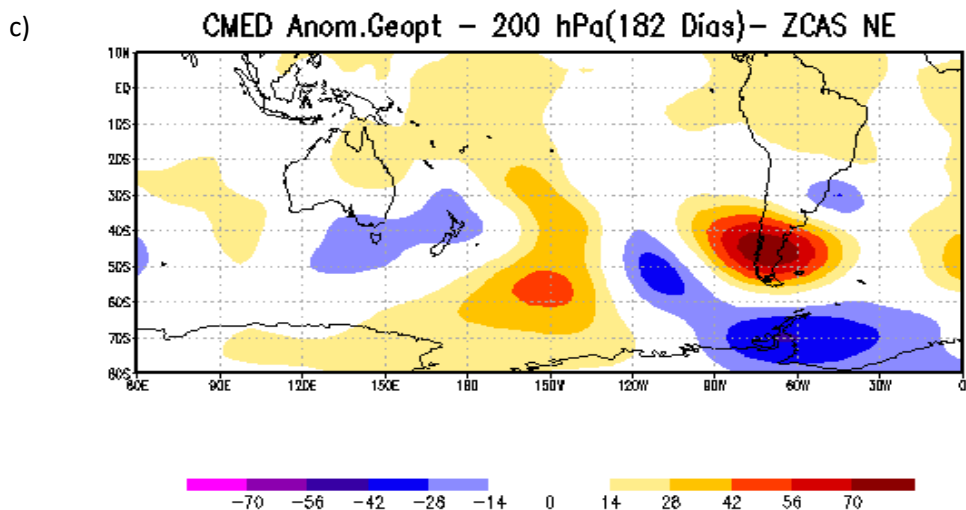 c)
CMED Anom.Geopt - 200 hPa(182 Días)- ZCAS NE
10N
EQ
10S
20S
30S
40S
50S
60S
70S
80S
60E 90E 120E 150E 180 150W 120W 90W 60W 30W 0
-70 -56 -42 -28 -14 0 14 28 42 56 70